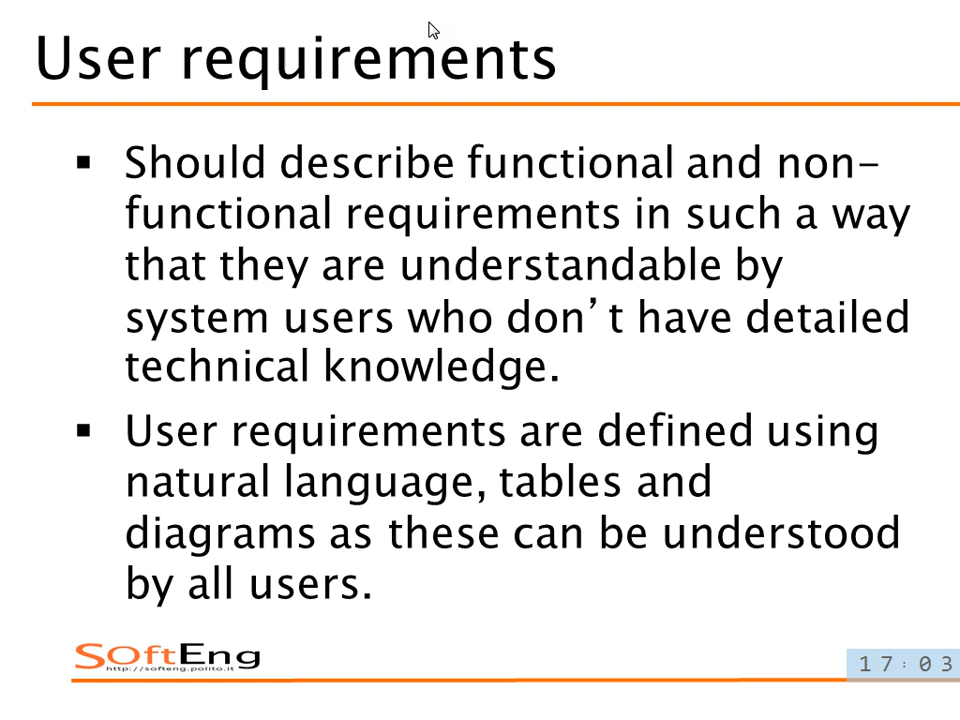 User requirements
▪ Should describe functional and non-
functional requirements in such a way
that they are understandable by
system users who don’t have detailed
technical knowledge.
▪ User requirements are defined using
natural language, tables and
diagrams as these can be understood
by all users.
SOftEng
http://softeng.polito.it
17:03